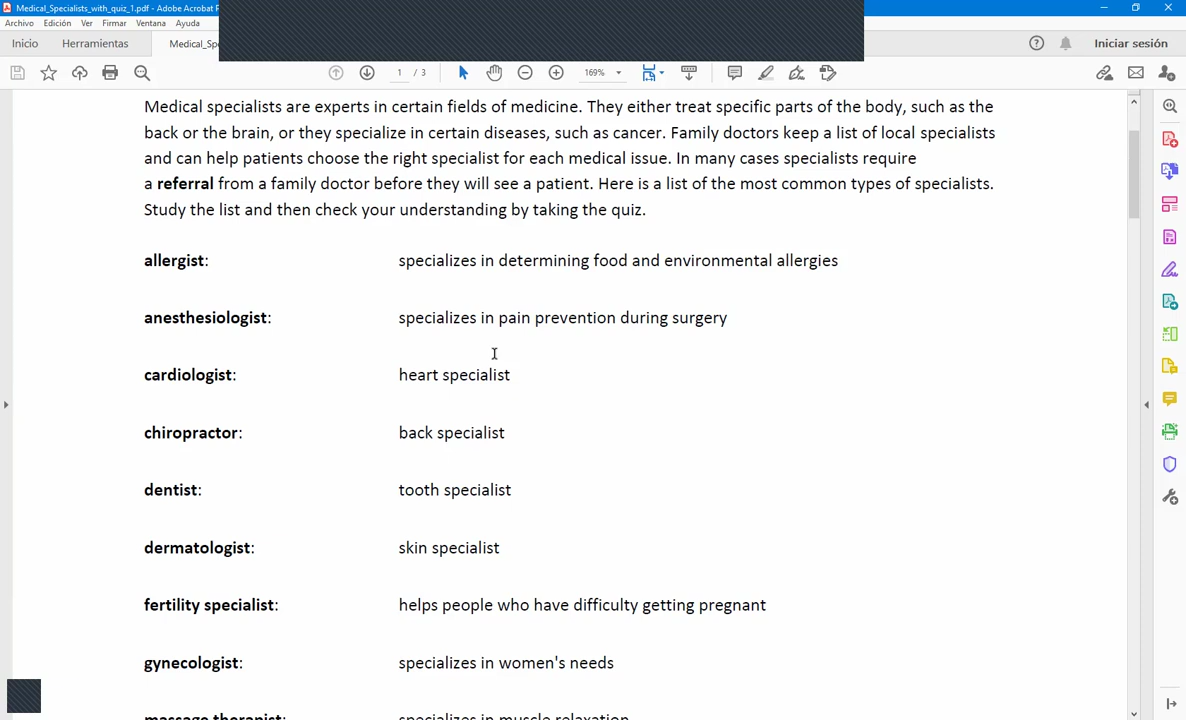 Medical_Specialists_with_quiz_1.pdf - Adobe Acrobat
Archivo Edición Ver Firmar Ventana Ayuda
Inicio Herramientas Iniciar sesión
1 / 3 169%
Medical specialists are experts in certain fields of medicine. They either treat specific parts of the body, such as the
back or the brain, or they specialize in certain diseases, such as cancer. Family doctors keep a list of local specialists
and can help patients choose the right specialist for each medical issue. In many cases specialists require
a referral from a family doctor before they will see a patient. Here is a list of the most common types of specialists.
Study the list and then check your understanding by taking the quiz.
allergist: specializes in determining food and environmental allergies
anesthesiologist: specializes in pain prevention during surgery
cardiologist: heart specialist
chiropractor: back specialist
dentist: tooth specialist
dermatologist: skin specialist
fertility specialist: helps people who have difficulty getting pregnant
gynecologist: specializes in women's needs
massage therapist: specializes in muscle relaxation